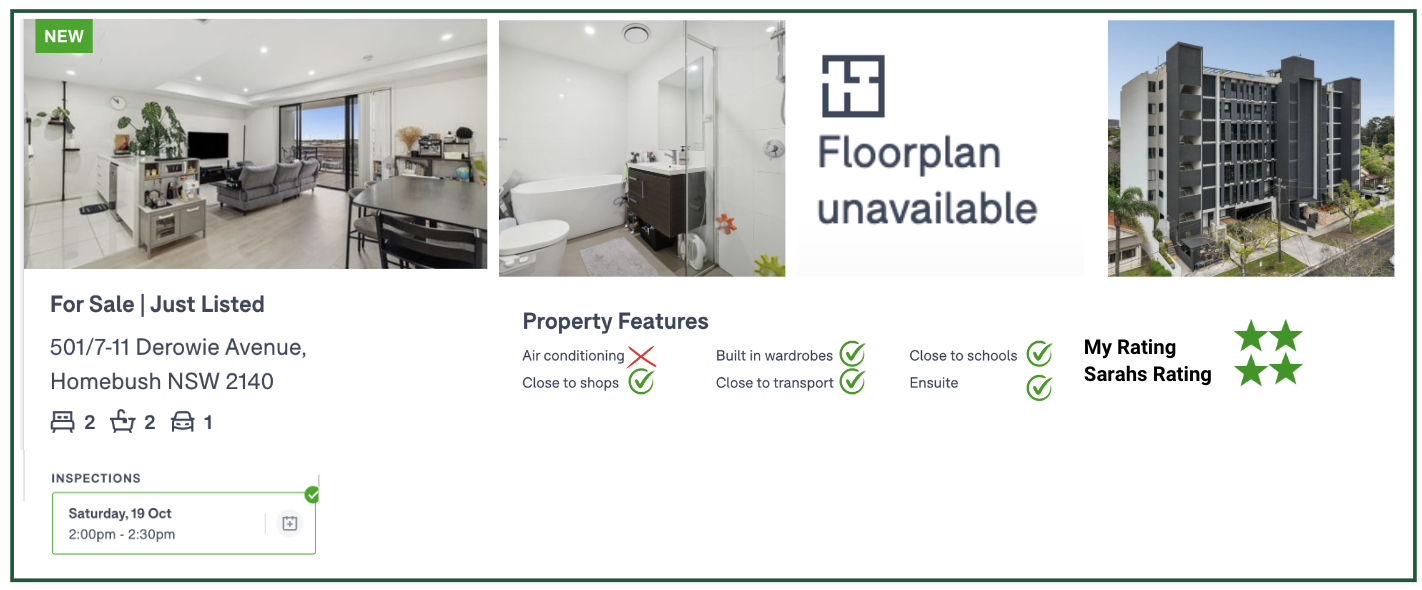 NEW
Floorplan
unavailable
For Sale | Just Listed
501/7-11 Derowie Avenue,
Homebush NSW 2140
2 2 1
Property Features
Air conditioning Built in wardrobes Close to schools
Close to shops Close to transport Ensuite
My Rating
Sarahs Rating
INSPECTIONS
Saturday, 19 Oct
2:00pm - 2:30pm